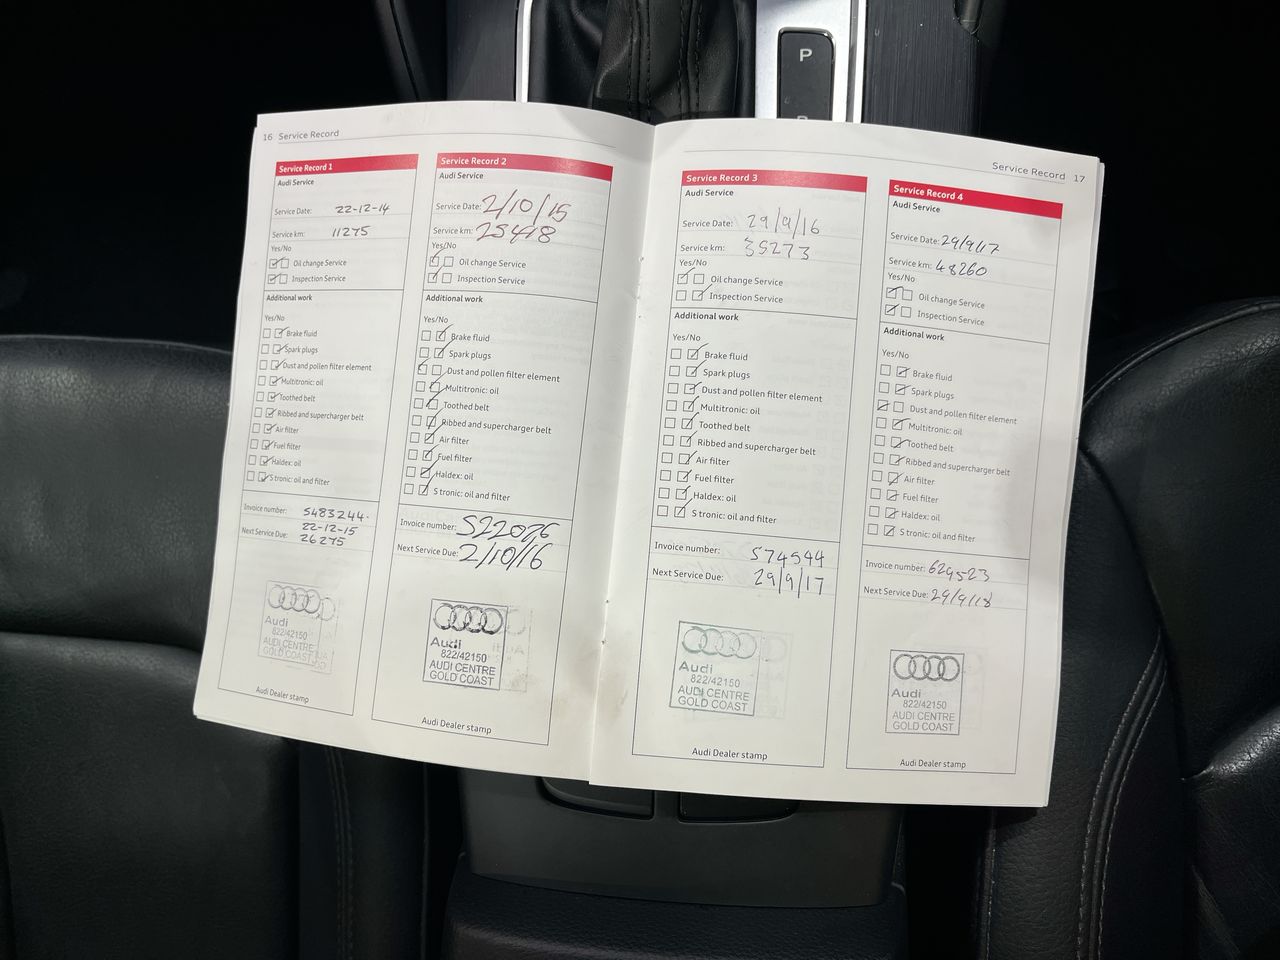 P
16 Service Record
Service Record 1
Audi Service
Service Date: 22-12-14
Service km: 11275
Yes/No
Oil change Service
Inspection Service
Additional work
Yes/No
Brake fluid
Spark plugs
Dust and pollen filter element
Multitronic: oil
Toothed belt
Ribbed and supercharger belt
Air filter
Fuel filter
Haldex: oil
S tronic: oil and filter
Invoice number: 5483244.
22-12-15
Next Service Due: 26275
Audi
822/42150
AUDI CENTRE
GOLD COAST
Audi Dealer stamp
Service Record 2
Audi Service
Service Date: 2/10/15
Service km: 25418
Yes/No
Oil change Service
Inspection Service
Additional work
Yes/No
Brake fluid
Spark plugs
Dust and pollen filter element
Multitronic: oil
Toothed belt
Ribbed and supercharger belt
Air filter
Fuel filter
Haldex: oil
S tronic: oil and filter
Invoice number: 522076
Next Service Due: 2/10/16
Audi
822/42150
AUDI CENTRE
GOLD COAST
Audi Dealer stamp
Service Record 17
Service Record 3
Audi Service
Service Date: 29/9/16
Service km: 35273
Yes/No
Oil change Service
Inspection Service
Additional work
Yes/No
Brake fluid
Spark plugs
Dust and pollen filter element
Multitronic: oil
Toothed belt
Ribbed and supercharger belt
Air filter
Fuel filter
Haldex: oil
S tronic: oil and filter
Invoice number: 574544
Next Service Due: 29/9/17
Audi
822/42150
AUDI CENTRE
GOLD COAST
Audi Dealer stamp
Service Record 4
Audi Service
Service Date: 29/9/17
Service km: 48260
Yes/No
Oil change Service
Inspection Service
Additional work
Yes/No
Brake fluid
Spark plugs
Dust and pollen filter element
Multitronic: oil
Toothed belt
Ribbed and supercharger belt
Air filter
Fuel filter
Haldex: oil
S tronic: oil and filter
Invoice number: 629523
Next Service Due: 29/9/18
Audi
822/42150
AUDI CENTRE
GOLD COAST
Audi Dealer stamp